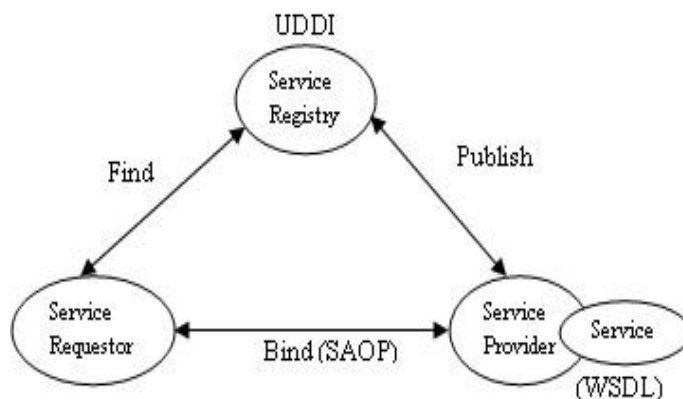 UDDI
Service
Registry
Find
Publish
Service
Requestor
Bind (SAOP)
Service
Provider
Service
(WSDL)